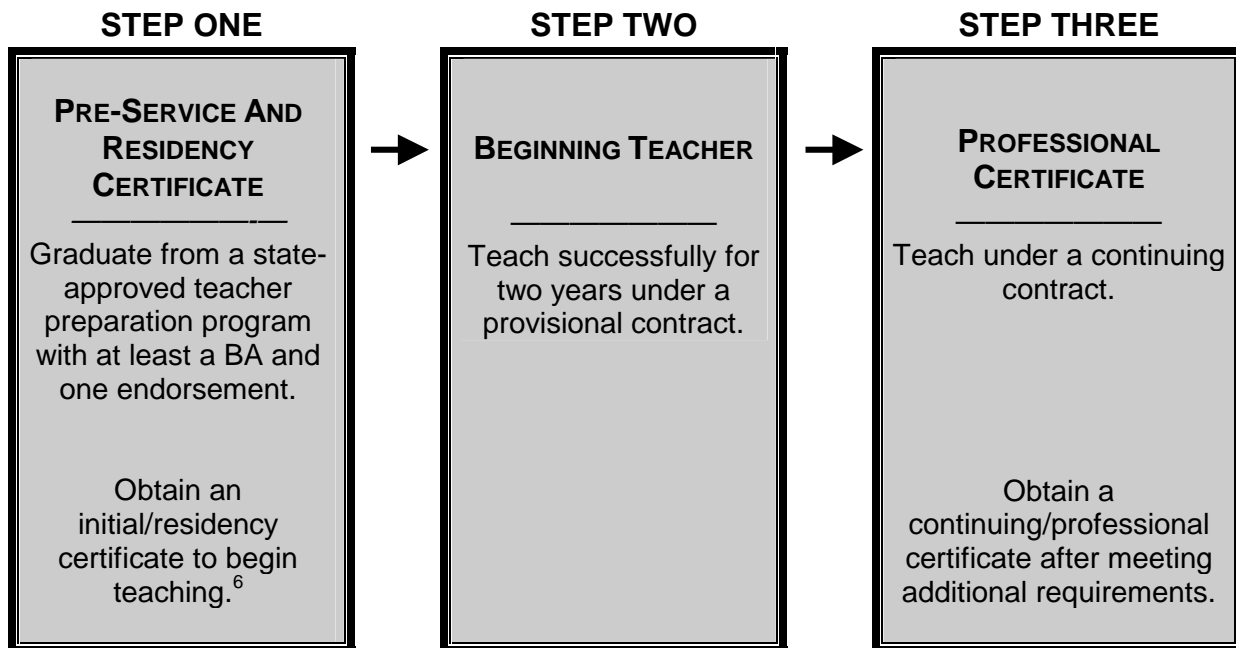 STEP ONE
PRE-SERVICE AND
RESIDENCY
CERTIFICATE
Graduate from a state-
approved teacher
preparation program
with at least a BA and
one endorsement.
Obtain an
initial/residency
certificate to begin
teaching.6
STEP TWO
BEGINNING TEACHER
Teach successfully for
two years under a
provisional contract.
STEP THREE
PROFESSIONAL
CERTIFICATE
Teach under a continuing
contract.
Obtain a
continuing/professional
certificate after meeting
additional requirements.